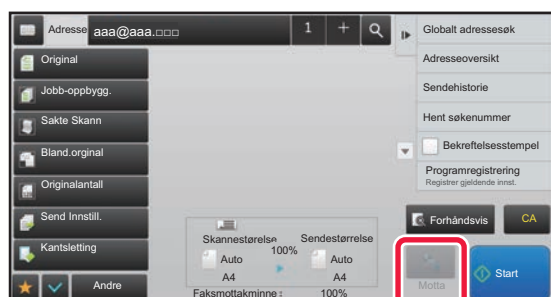 Adresse aaa@aaa.□□□ 1 +
Original
Jobb-oppbygg.
Sakte Skann
Bland.orginal
Originalantall
Send Innstill.
Kantsletting
Andre
Skannestørelse 100% Sendestørrelse
Auto Auto
A4 A4
Faksmottakminne : 100%
Globalt adressesøk
Adresseoversikt
Sendehistorie
Hent søkenummer
Bekreftelsesstempel
Programregistrering
Registrer gjeldende innst.
Forhåndsvis CA
Motta Start